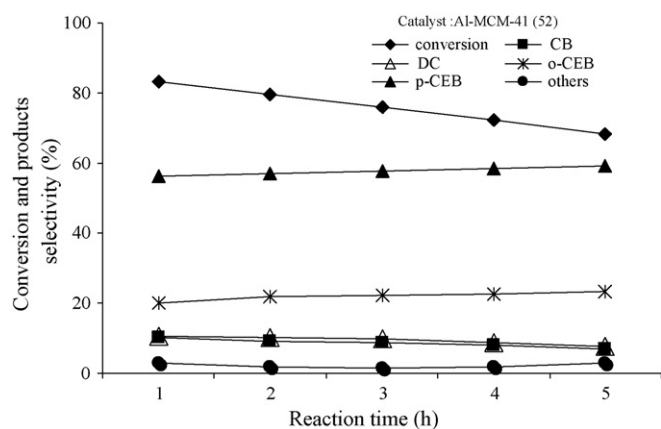 Catalyst :Al-MCM-41 (52)
conversion
CB
DC
o-CEB
p-CEB
others
Conversion and products
selectivity (%)
100
80
60
40
20
0
1 2 3 4 5
Reaction time (h)